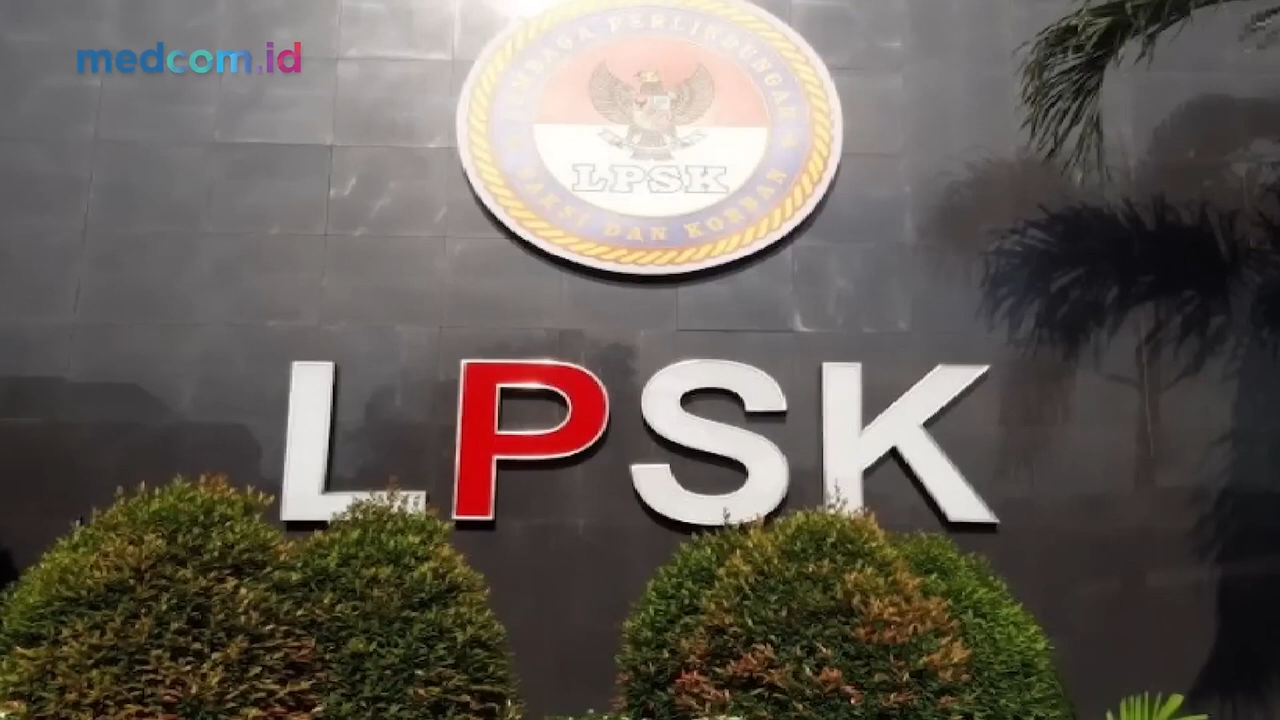 medcom.id
LEMBAGA PERLINDUNGAN
LPSK
SAKSI DAN KORBAN
LPSK